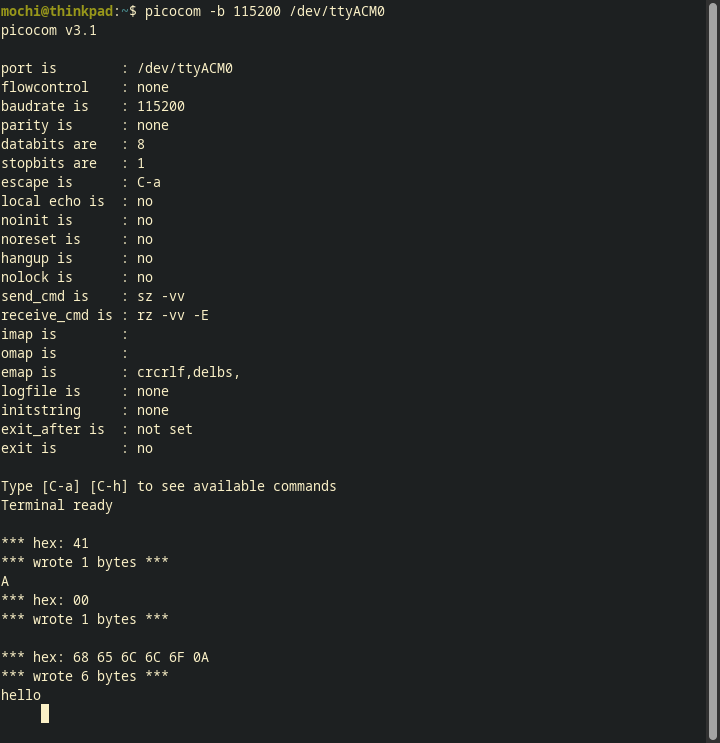 mochi@thinkpad:~$ picocom -b 115200 /dev/ttyACM0
picocom v3.1
port is        : /dev/ttyACM0
flowcontrol    : none
baudrate is    : 115200
parity is      : none
databits are   : 8
stopbits are   : 1
escape is      : C-a
local echo is  : no
noinit is      : no
noreset is     : no
hangup is      : no
nolock is      : no
send_cmd is    : sz -vv
receive_cmd is : rz -vv -E
imap is        :
omap is        :
emap is        : crcrlf,delbs,
logfile is     : none
initstring     : none
exit_after is  : not set
exit is        : no
Type [C-a] [C-h] to see available commands
Terminal ready
*** hex: 41
*** wrote 1 bytes ***
A
*** hex: 00
*** wrote 1 bytes ***
*** hex: 68 65 6C 6C 6F 0A
*** wrote 6 bytes ***
hello